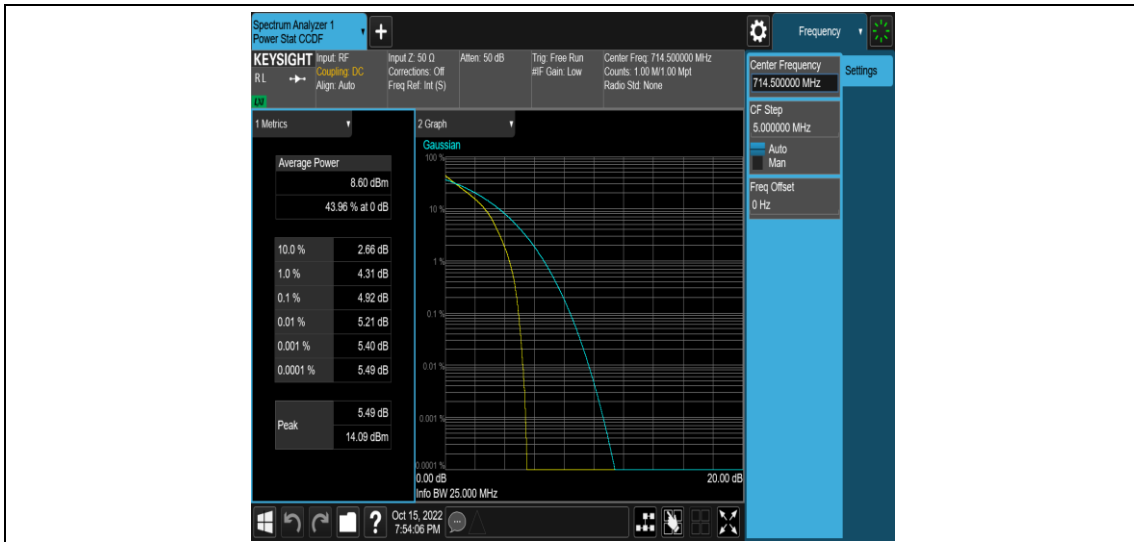 Spectrum Analyzer 1
Power Stat CCDF
+
Frequency
KEYSIGHT
RL
LXI
Input: RF
Coupling: DC
Align: Auto
Input Z: 50 Ω
Corrections: Off
Freq Ref: Int (S)
Atten: 50 dB
Trig: Free Run
#IF Gain: Low
Center Freq: 714.500000 MHz
Counts: 1.00 M/1.00 Mpt
Radio Std: None
Center Frequency
714.500000 MHz
Settings
CF Step
5.000000 MHz
Auto
Man
Freq Offset
0 Hz
1 Metrics
Average Power
8.60 dBm
43.96 % at 0 dB
10.0 % 2.66 dB
1.0 % 4.31 dB
0.1 % 4.92 dB
0.01 % 5.21 dB
0.001 % 5.40 dB
0.0001 % 5.49 dB
Peak
5.49 dB
14.09 dBm
2 Graph
Gaussian
100 %
10 %
1 %
0.1 %
0.01 %
0.001 %
0.0001 %
0.00 dB 20.00 dB
Info BW 25.000 MHz
?
Oct 15, 2022
7:54:06 PM